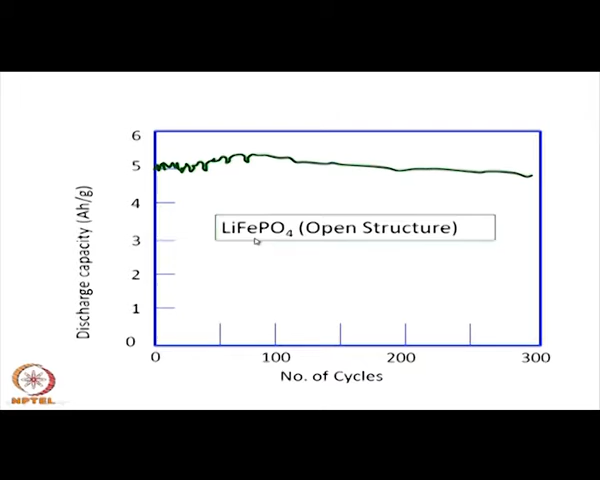 6
5
4
3
2
1
0
Discharge capacity (Ah/g)
LiFePO₄ (Open Structure)
0 100 200 300
No. of Cycles
NPTEL